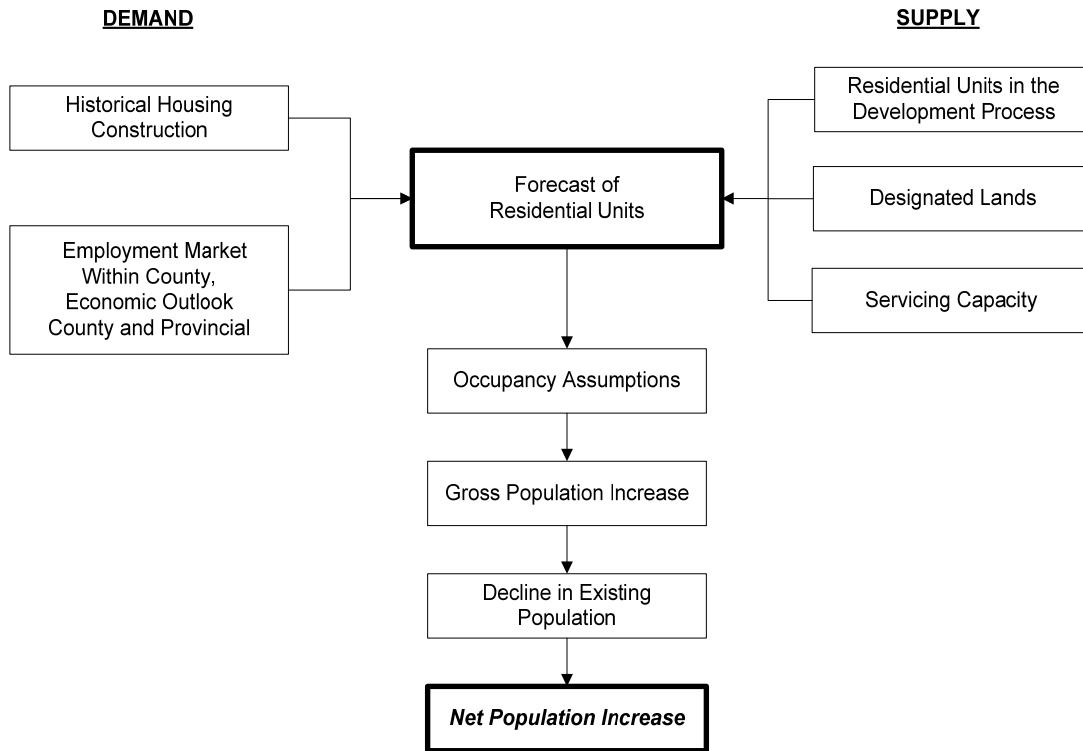 DEMAND
SUPPLY
Historical Housing
Construction
Employment Market
Within County,
Economic Outlook
County and Provincial
Forecast of
Residential Units
Residential Units in the
Development Process
Designated Lands
Servicing Capacity
Occupancy Assumptions
Gross Population Increase
Decline in Existing
Population
Net Population Increase